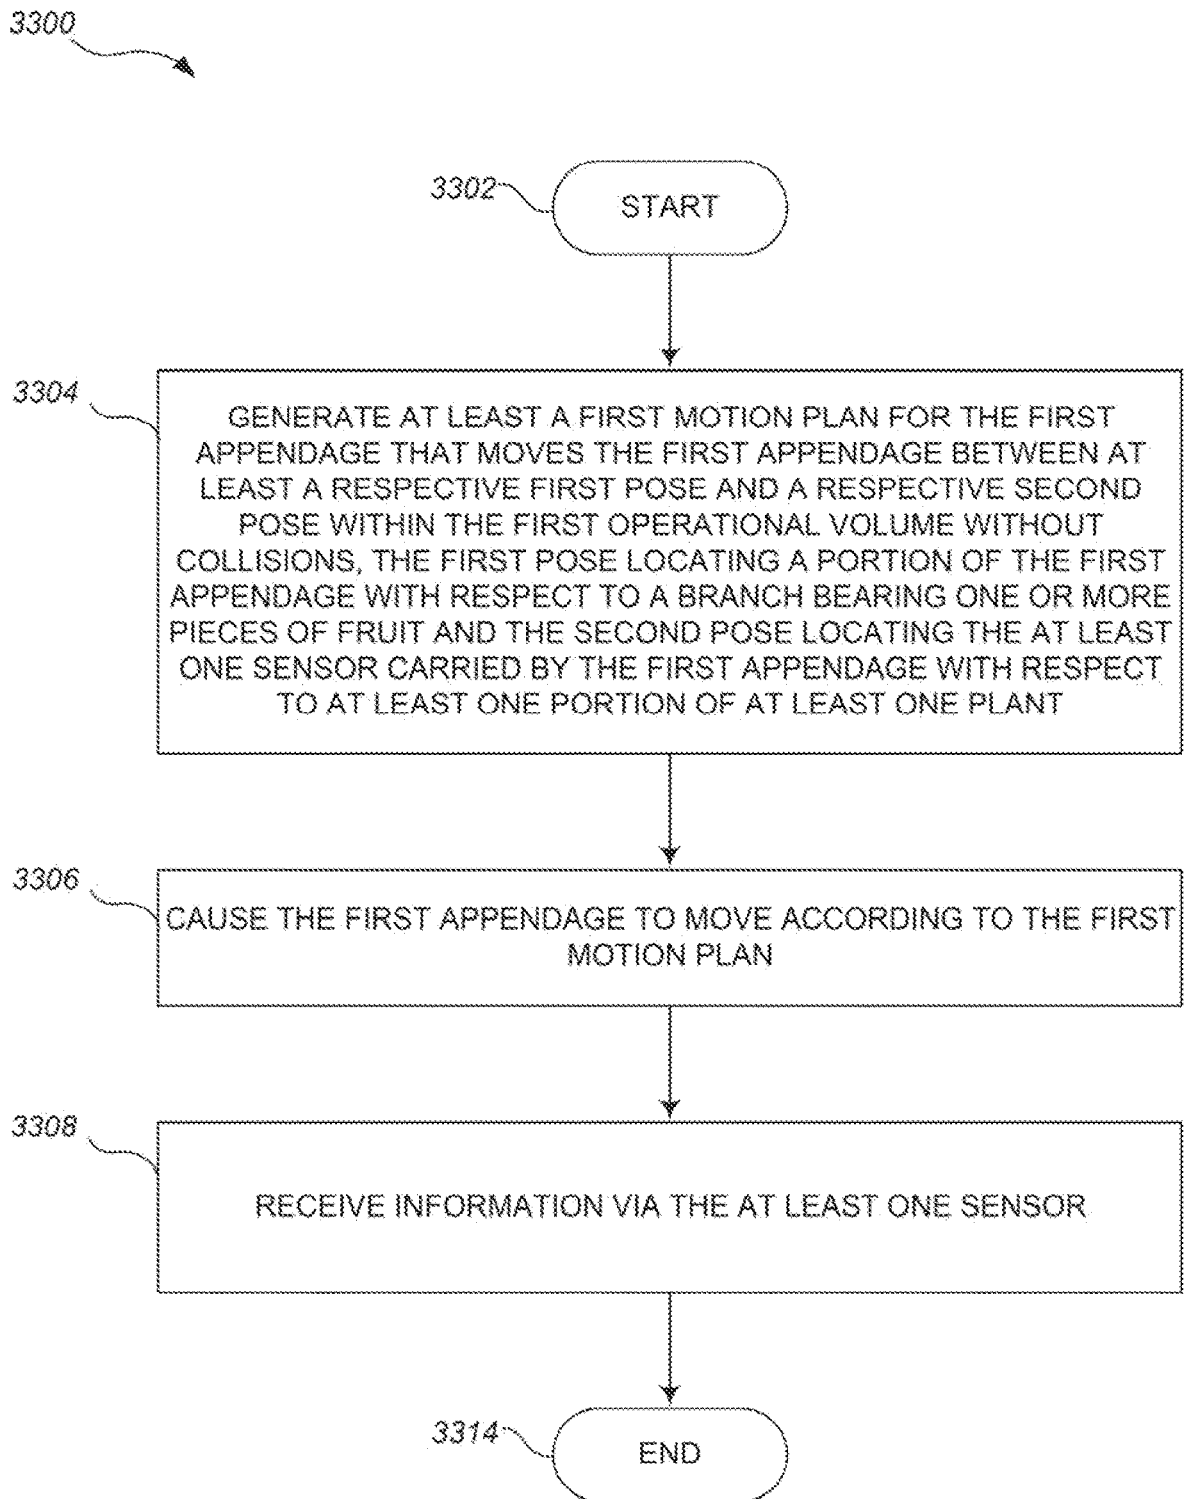 3300
3302
START
3304
GENERATE AT LEAST A FIRST MOTION PLAN FOR THE FIRST
APPENDAGE THAT MOVES THE FIRST APPENDAGE BETWEEN AT
LEAST A RESPECTIVE FIRST POSE AND A RESPECTIVE SECOND
POSE WITHIN THE FIRST OPERATIONAL VOLUME WITHOUT
COLLISIONS, THE FIRST POSE LOCATING A PORTION OF THE FIRST
APPENDAGE WITH RESPECT TO A BRANCH BEARING ONE OR MORE
PIECES OF FRUIT AND THE SECOND POSE LOCATING THE AT LEAST
ONE SENSOR CARRIED BY THE FIRST APPENDAGE WITH RESPECT
TO AT LEAST ONE PORTION OF AT LEAST ONE PLANT
3306
CAUSE THE FIRST APPENDAGE TO MOVE ACCORDING TO THE FIRST
MOTION PLAN
3308
RECEIVE INFORMATION VIA THE AT LEAST ONE SENSOR
3314
END